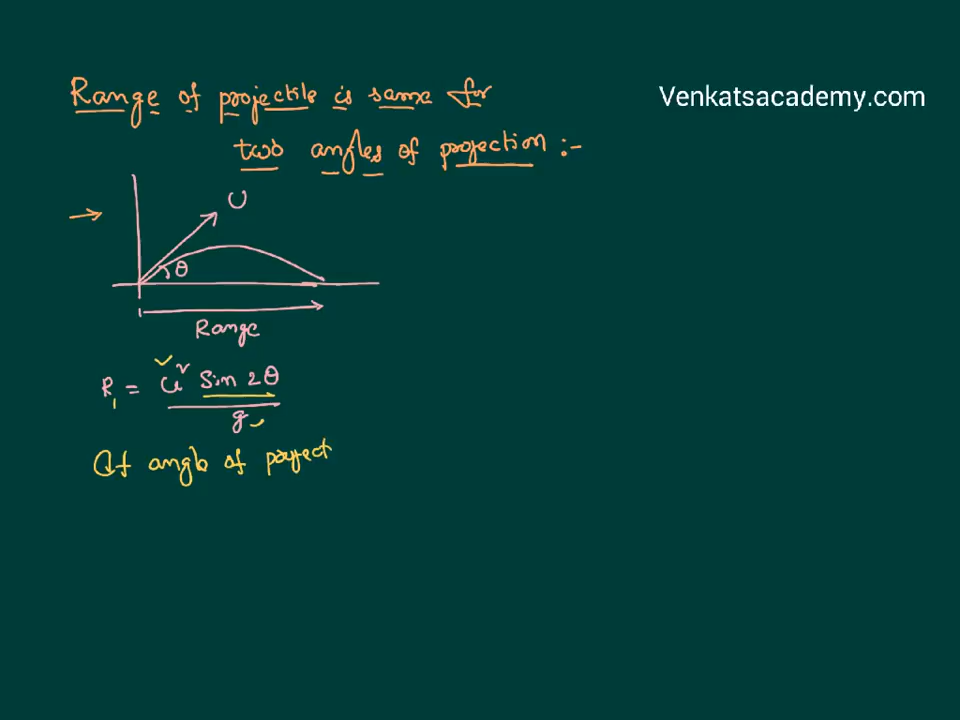 Range of projectile is same for
Venkatsacademy.com
two angles of projection :-
U
θ
Range
R₁ = u² Sin 2θ
g
If angle of project